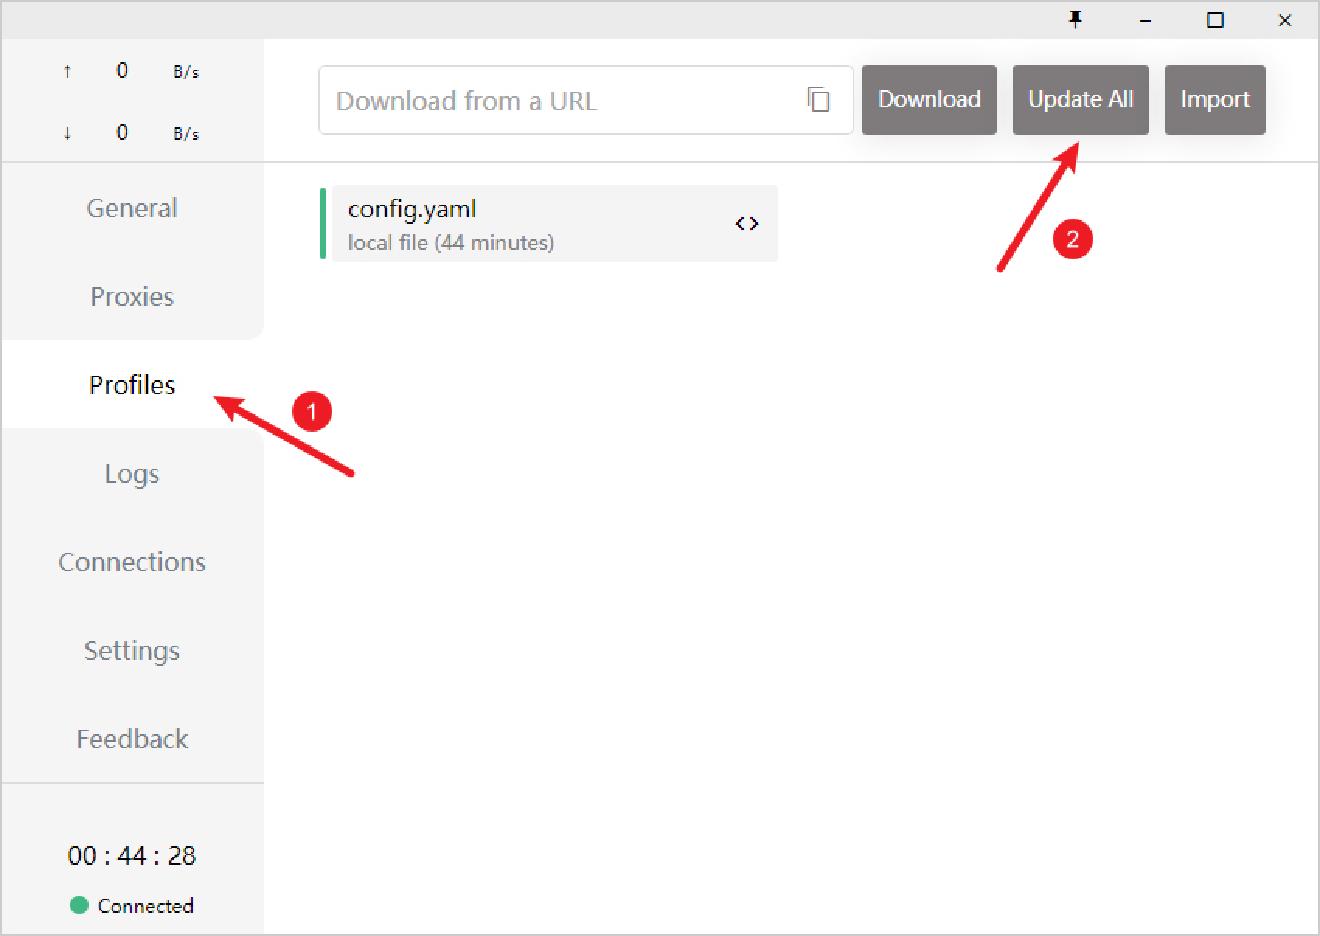 ↑ 0 B/s
↓ 0 B/s
Download from a URL
Download
Update All
Import
General
Proxies
Profiles
Logs
Connections
Settings
Feedback
config.yaml
local file (44 minutes)
<>
1
2
00 : 44 : 28
Connected